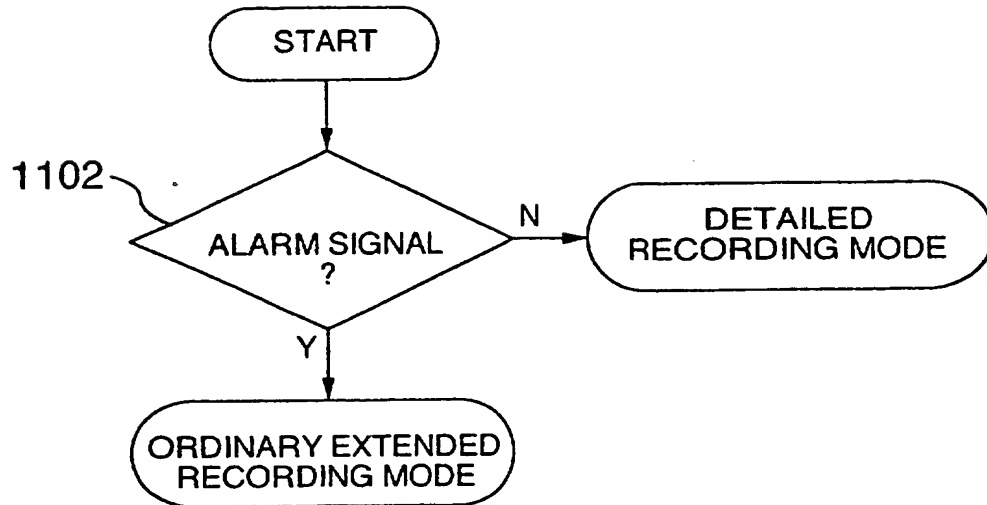 START
1102
ALARM SIGNAL
?
N
DETAILED
RECORDING MODE
Y
ORDINARY EXTENDED
RECORDING MODE